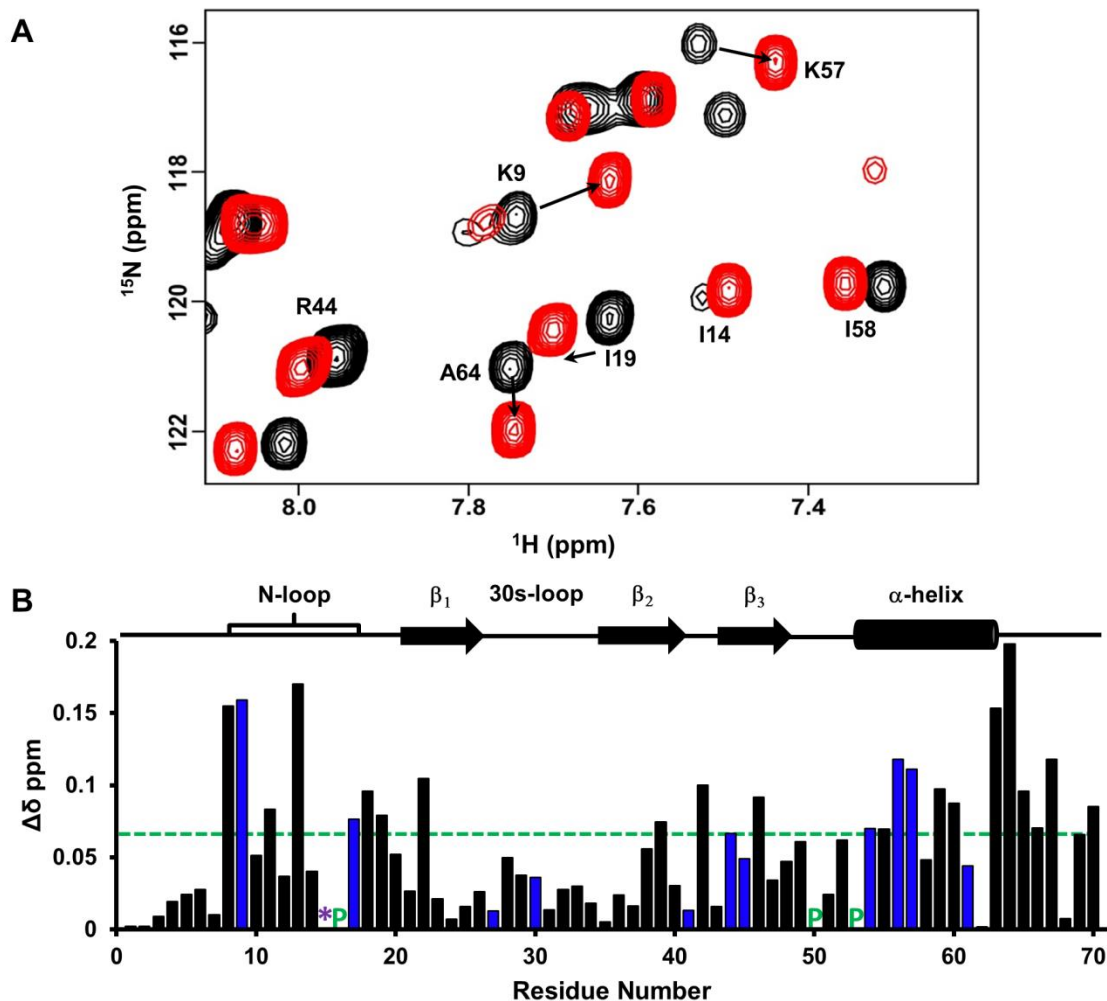 A
116
118
120
122
15N (ppm)
K57
K9
R44
A64
I19
I14
I58
8.0 7.8 7.6 7.4
1H (ppm)
B
N-loop β1 30s-loop β2 β3 α-helix
0.2
0.15
0.1
0.05
0
Δδ ppm
* P P P
0 10 20 30 40 50 60 70
Residue Number